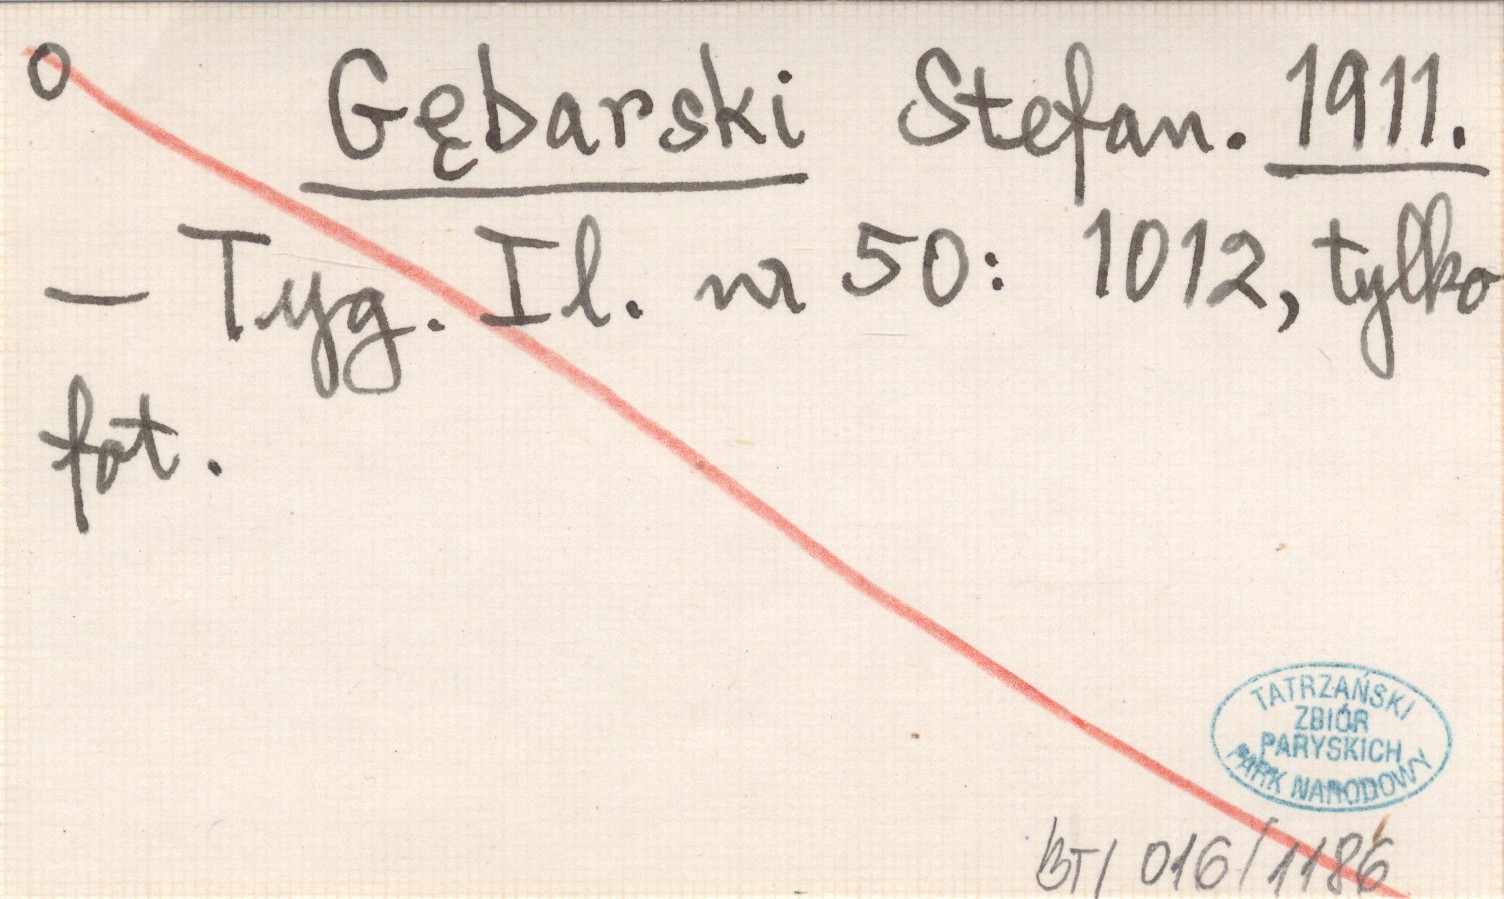 O Gębarski Stefan. 1911.
— Tyg. Il. nr 50: 1012, tylko
fot.
TATRZAŃSKI
ZBIÓR
PARYSKICH
PARK NARODOWY
BT/ 016/1186